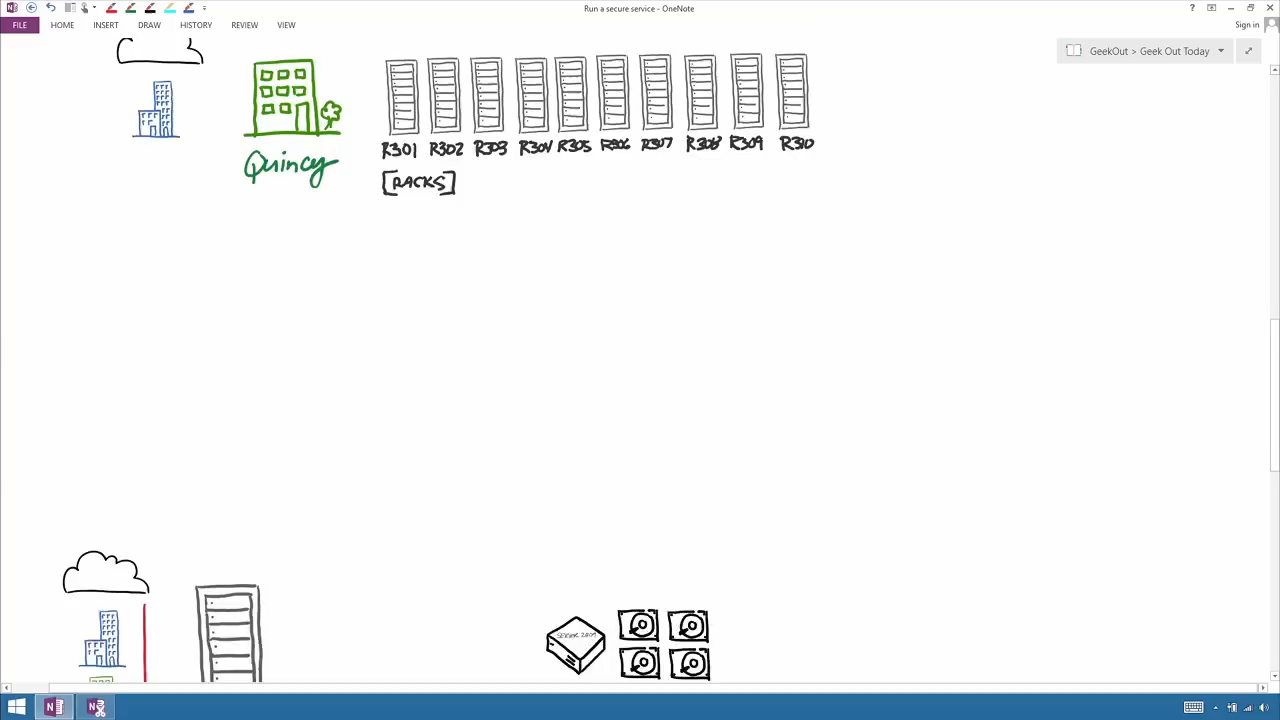 Run a secure service - OneNote
?
FILE HOME INSERT DRAW HISTORY REVIEW VIEW
Sign in
GeekOut > Geek Out Today
Quincy
R301 R302 R303 R304 R305 R306 R307 R308 R309 R310
[RACKS]